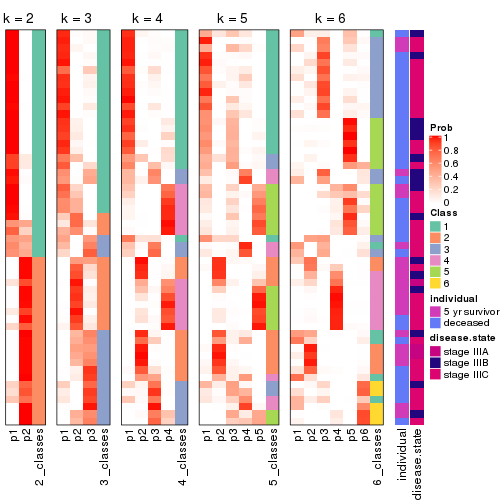 k = 2
k = 3
k = 4
k = 5
k = 6
Prob
1
0.8
0.6
0.4
0.2
0
Class
1
2
3
4
5
6
individual
5 yr survivor
deceased
disease.state
stage IIIA
stage IIIB
stage IIIC
p1
p2
2_classes
p1
p2
p3
3_classes
p1
p2
p3
p4
4_classes
p1
p2
p3
p4
p5
5_classes
p1
p2
p3
p4
p5
p6
6_classes
individual
disease.state